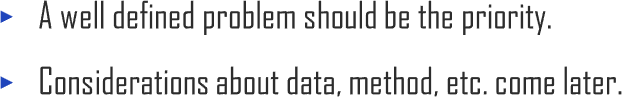 ▸ A well defined problem should be the priority.
▸ Considerations about data, method, etc. come later.